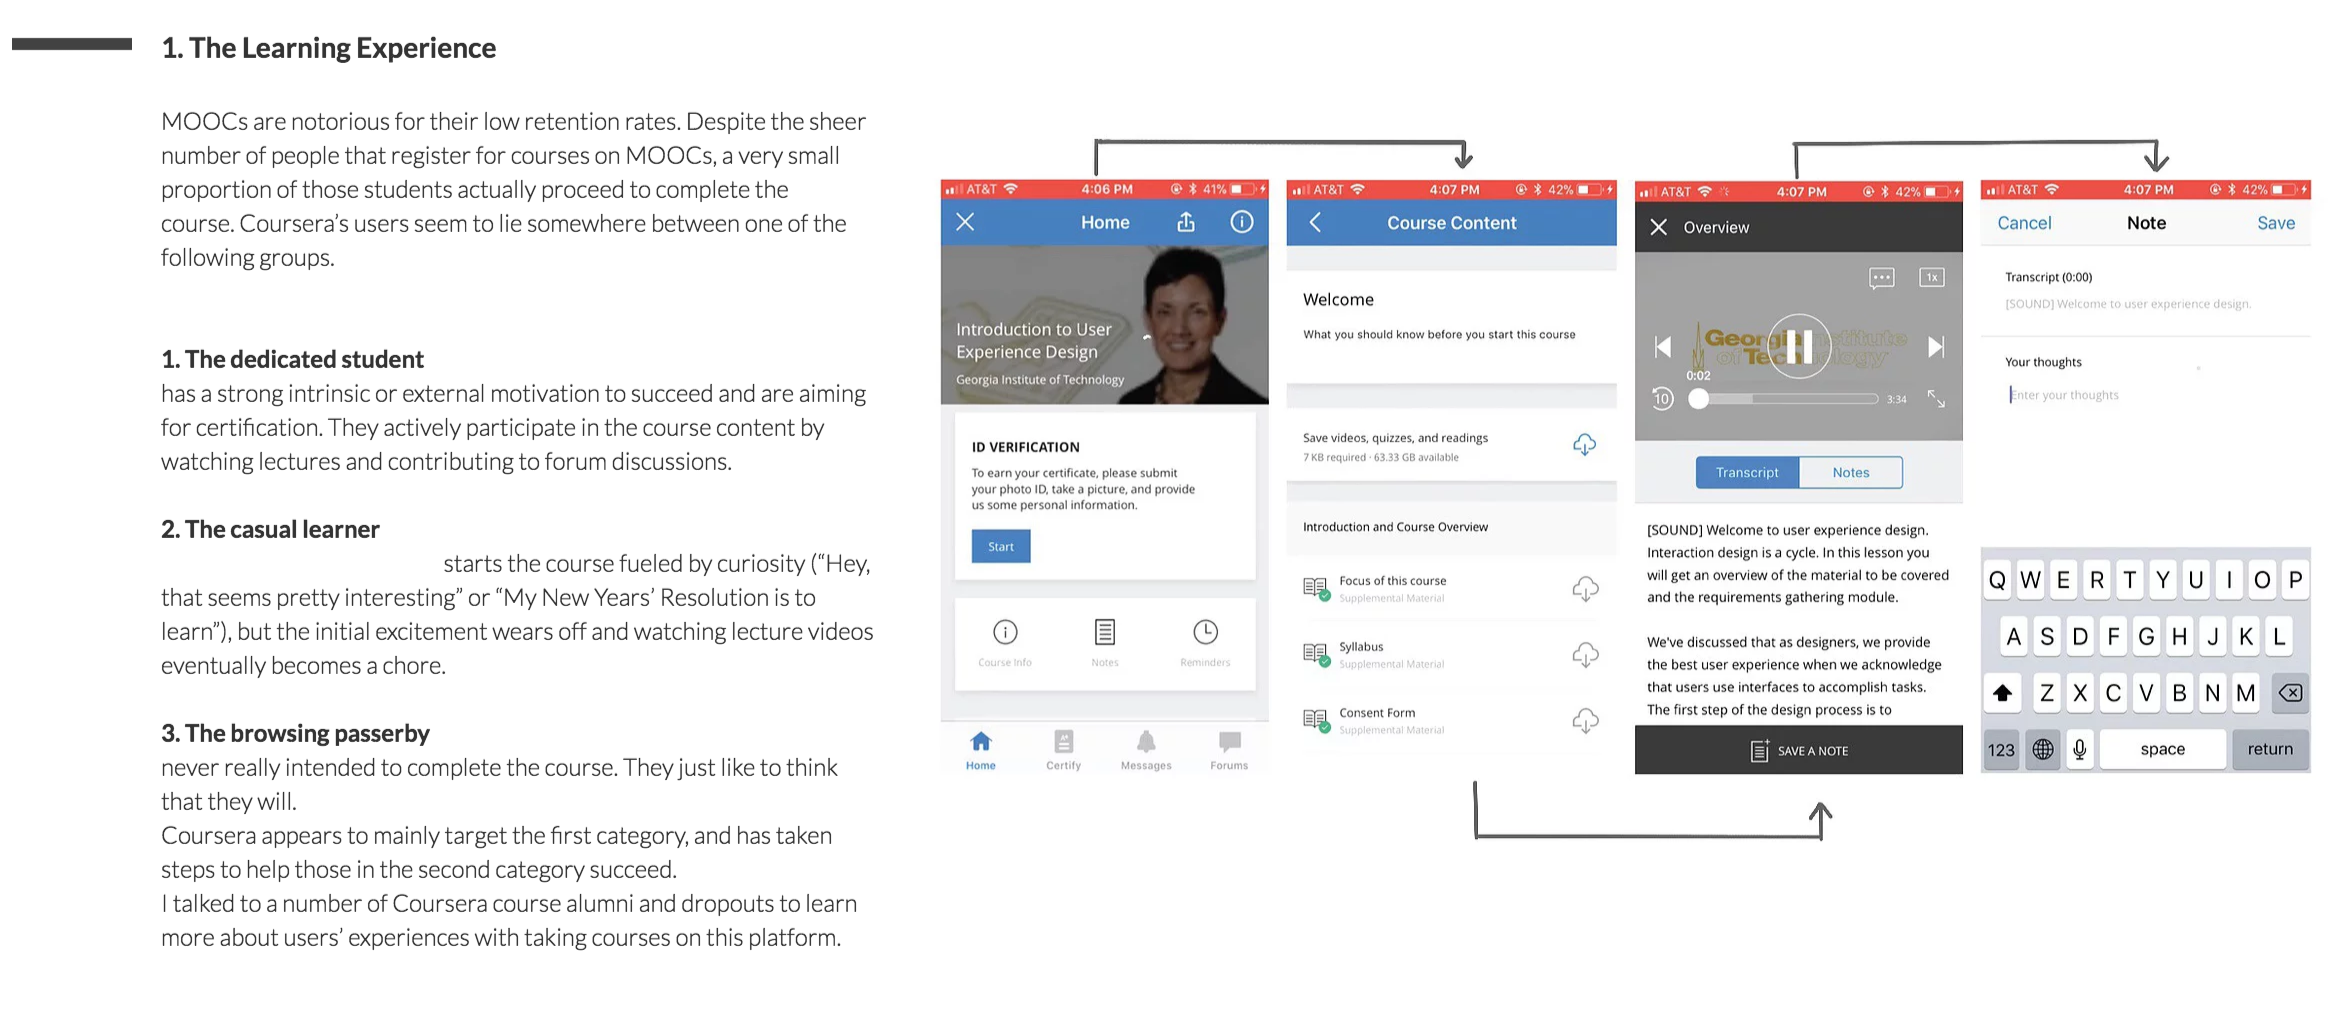 1. The Learning Experience
MOOCs are notorious for their low retention rates. Despite the sheer
number of people that register for courses on MOOCs, a very small
proportion of those students actually proceed to complete the
course. Coursera’s users seem to lie somewhere between one of the
following groups.
1. The dedicated student
has a strong intrinsic or external motivation to succeed and are aiming
for certification. They actively participate in the course content by
watching lectures and contributing to forum discussions.
2. The casual learner
starts the course fueled by curiosity (“Hey,
that seems pretty interesting” or “My New Years’ Resolution is to
learn”), but the initial excitement wears off and watching lecture videos
eventually becomes a chore.
3. The browsing passerby
never really intended to complete the course. They just like to think
that they will.
Coursera appears to mainly target the first category, and has taken
steps to help those in the second category succeed.
I talked to a number of Coursera course alumni and dropouts to learn
more about users’ experiences with taking courses on this platform.
AT&T 4:06 PM 41%
Home
Introduction to User
Experience Design
Georgia Institute of Technology
ID VERIFICATION
To earn your certificate, please submit
your photo ID, take a picture, and provide
us some personal information.
Start
Course Info Notes Reminders
Home Certify Messages Forums
AT&T 4:07 PM 42%
Course Content
Welcome
What you should know before you start this course
Save videos, quizzes, and readings
7 KB required · 63.33 GB available
Introduction and Course Overview
Focus of this course
Supplemental Material
Syllabus
Supplemental Material
Consent Form
Supplemental Material
AT&T 4:07 PM 42%
Overview
1x
Georgia Institute
of Technology
0:02
10 3:34
Transcript Notes
[SOUND] Welcome to user experience design.
Interaction design is a cycle. In this lesson you
will get an overview of the material to be covered
and the requirements gathering module.
We've discussed that as designers, we provide
the best user experience when we acknowledge
that users use interfaces to accomplish tasks.
The first step of the design process is to
SAVE A NOTE
AT&T 4:07 PM 42%
Cancel Note Save
Transcript (0:00)
[SOUND] Welcome to user experience design.
Your thoughts
Enter your thoughts
Q W E R T Y U I O P
A S D F G H J K L
Z X C V B N M
123 space return